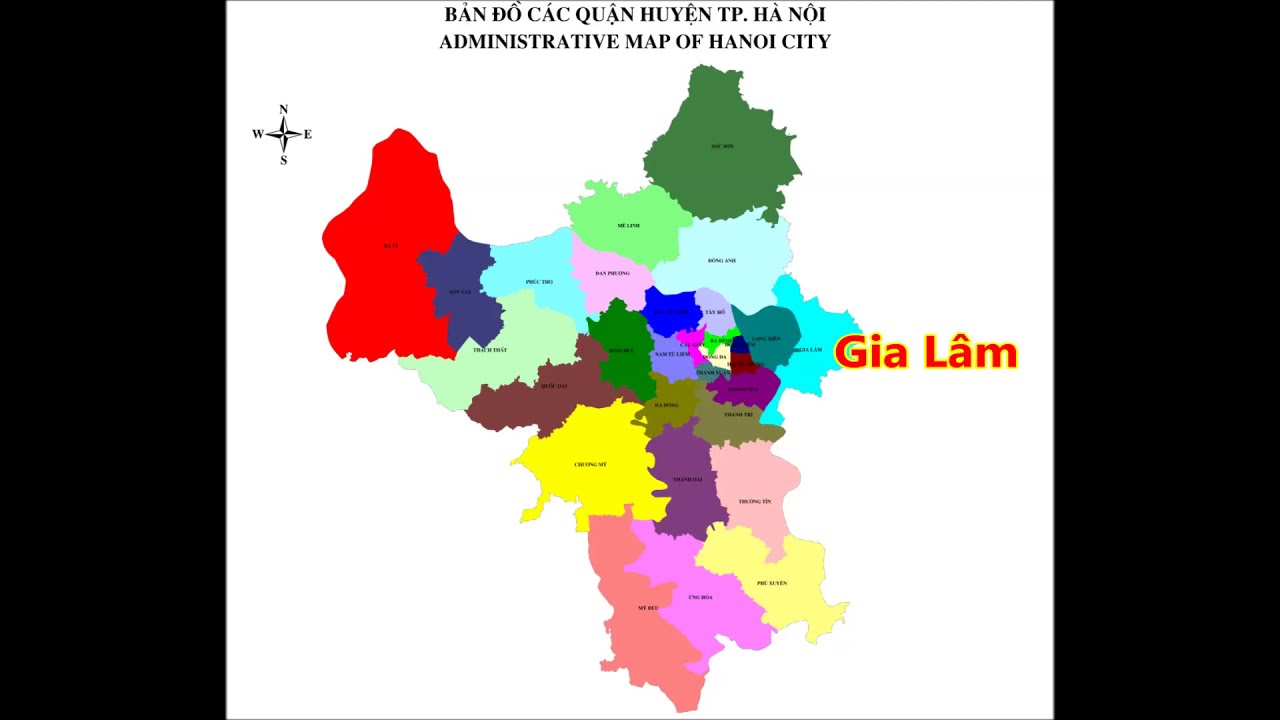 BẢN ĐỒ CÁC QUẬN HUYỆN TP. HÀ NỘI
ADMINISTRATIVE MAP OF HANOI CITY
N
W E
S
SÓC SƠN
MÊ LINH
BA VÌ
ĐÔNG ANH
ĐAN PHƯỢNG
PHÚC THỌ
SƠN TÂY
TÂY HỒ
LONG BIÊN
BA ĐÌNH
CẦU GIẤY
GIA LÂM
Gia Lâm
THẠCH THẤT
HOÀI ĐỨC
NAM TỪ LIÊM
ĐỐNG ĐA
THANH XUÂN
QUỐC OAI
HÀ ĐÔNG
THANH TRÌ
CHƯƠNG MỸ
THANH OAI
THƯỜNG TÍN
PHÚ XUYÊN
ỨNG HÒA
MỸ ĐỨC